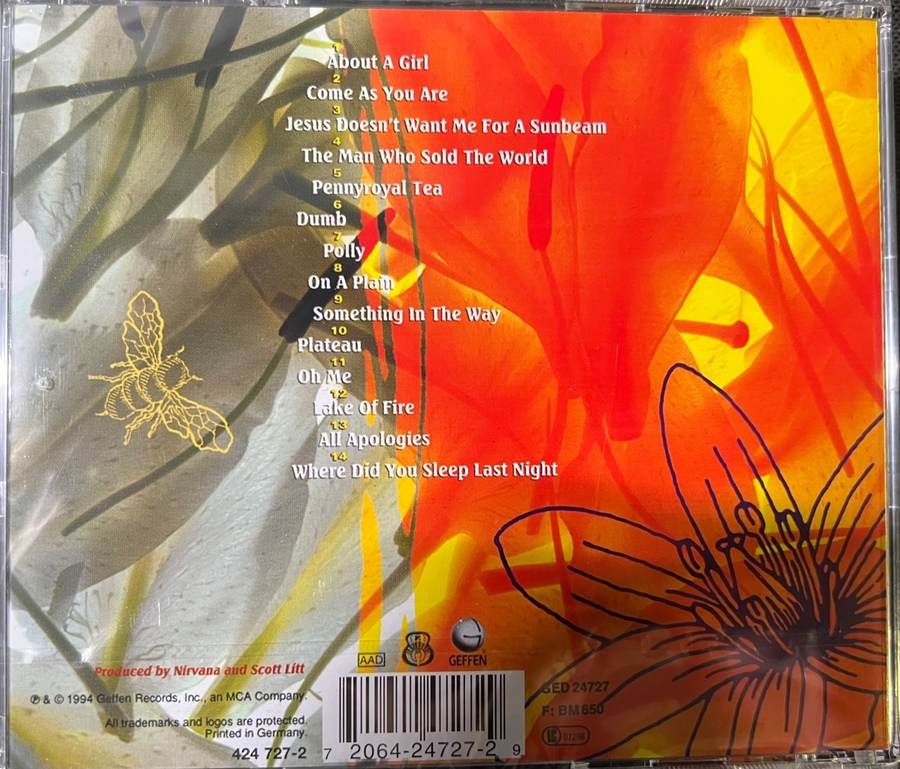 1
About A Girl
2
Come As You Are
3
Jesus Doesn't Want Me For A Sunbeam
4
The Man Who Sold The World
5
Pennyroyal Tea
6
Dumb
7
Polly
8
On A Plain
9
Something In The Way
10
Plateau
11
Oh Me
12
Lake Of Fire
13
All Apologies
14
Where Did You Sleep Last Night
Produced by Nirvana and Scott Litt
℗ & © 1994 Geffen Records, Inc., an MCA Company.
All trademarks and logos are protected.
Printed in Germany.
424 727-2
AAD
GEFFEN
7 2064-24727-2 9
GED 24727
F: BM 650
LC